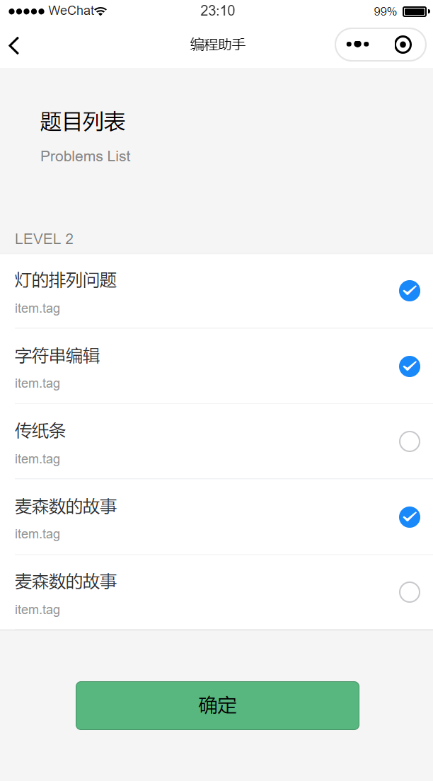 WeChat
23:10
99%
编程助手
题目列表
Problems List
LEVEL 2
灯的排列问题
item.tag
字符串编辑
item.tag
传纸条
item.tag
麦森数的故事
item.tag
麦森数的故事
item.tag
确定